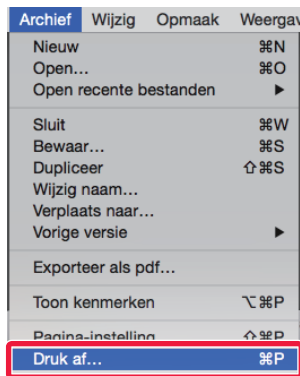 Archief Wijzig Opmaak Weergav
Nieuw ⌘N
Open... ⌘O
Open recente bestanden ▶
Sluit ⌘W
Bewaar... ⌘S
Dupliceer ⇧⌘S
Wijzig naam...
Verplaats naar...
Vorige versie ▶
Exporteer als pdf...
Toon kenmerken ⌥⌘P
Pagina-instelling ⇧⌘P
Druk af... ⌘P